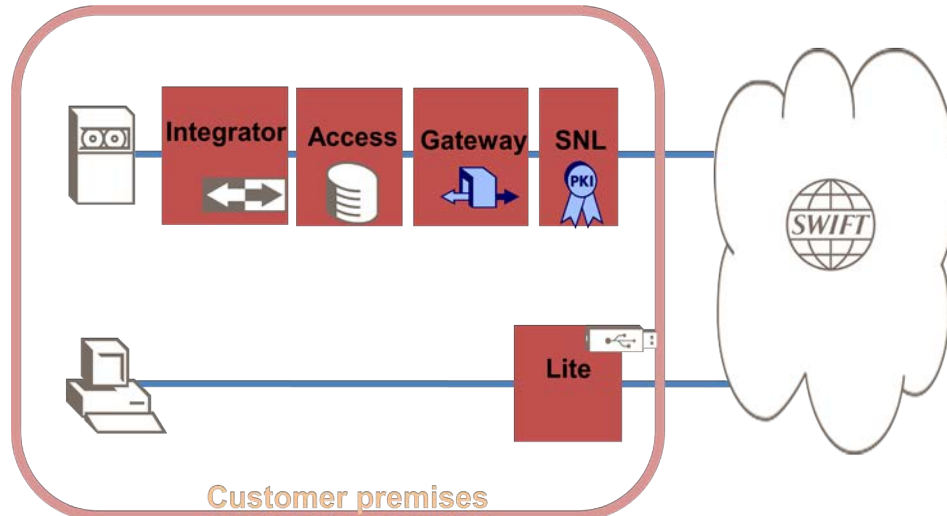 Integrator
Access
Gateway
SNL
PKI
SWIFT
Lite
Customer premises